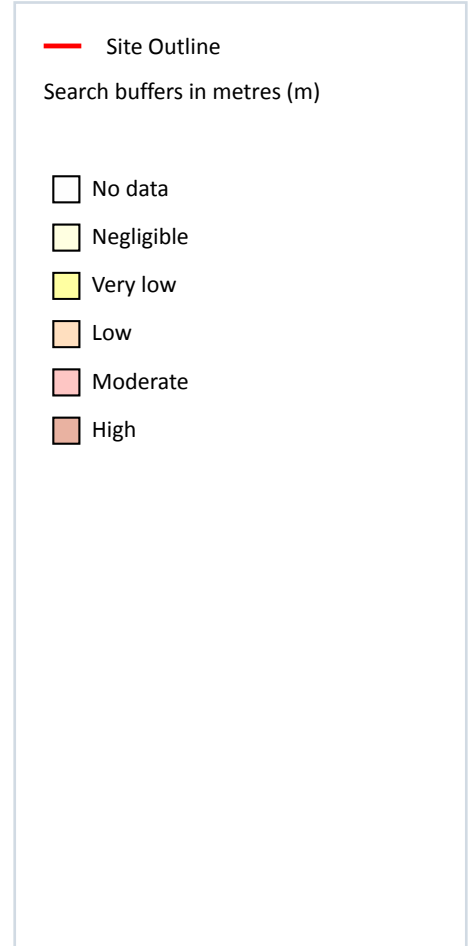 Site Outline
Search buffers in metres (m)
No data
Negligible
Very low
Low
Moderate
High